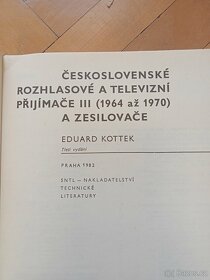 ČESKOSLOVENSKÉ
ROZHLASOVÉ A TELEVIZNÍ
PŘIJÍMAČE III (1964 až 1970)
A ZESILOVAČE
EDUARD KOTTEK
Třetí vydání
PRAHA 1982
SNTL — NAKLADATELSTVÍ
TECHNICKÉ
LITERATURY